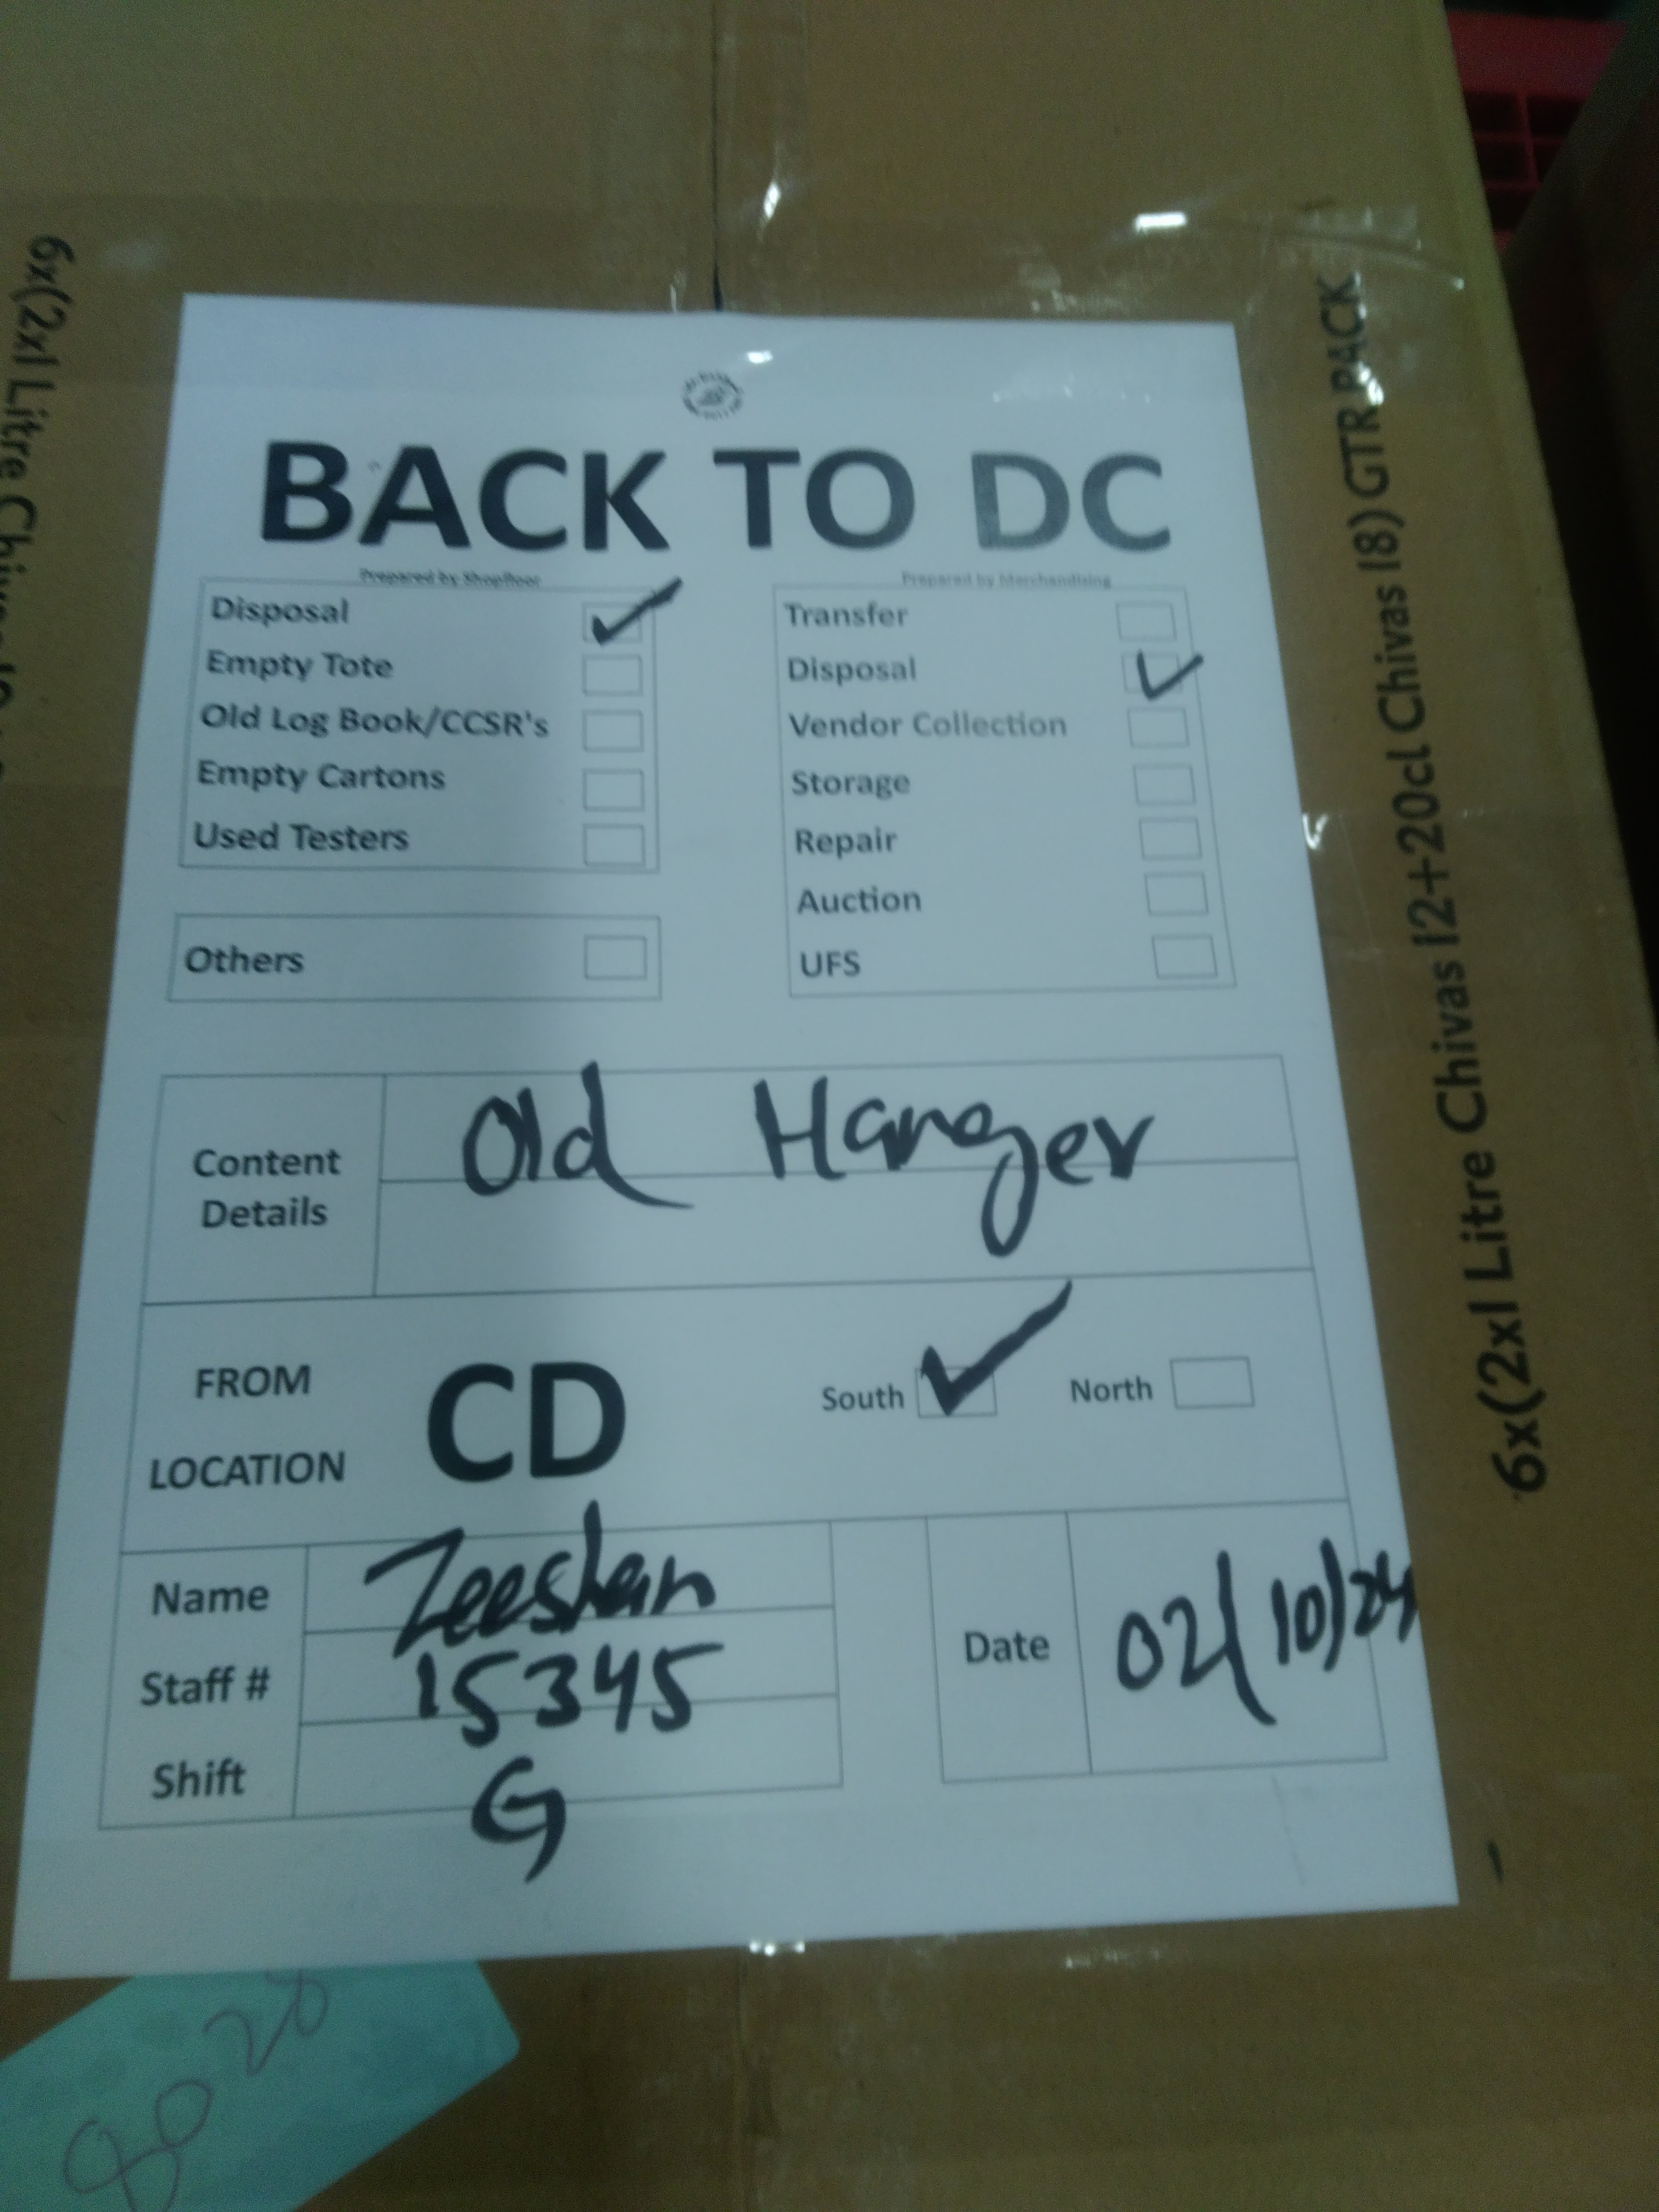 BACK TO DC
Prepared by Shopfloor
Disposal
Empty Tote
Old Log Book/CCSR's
Empty Cartons
Used Testers
Others
Prepared by Merchandising
Transfer
Disposal
Vendor Collection
Storage
Repair
Auction
UFS
Content
Details
Old Hanger
FROM
LOCATION
CD
South
North
Name
Zeeshan
Staff #
15345
Shift
G
Date
02/10/24
6x(2xl Litre Chivas 12+20cl Chivas 18) GTR PACK
6x(2xl Litre